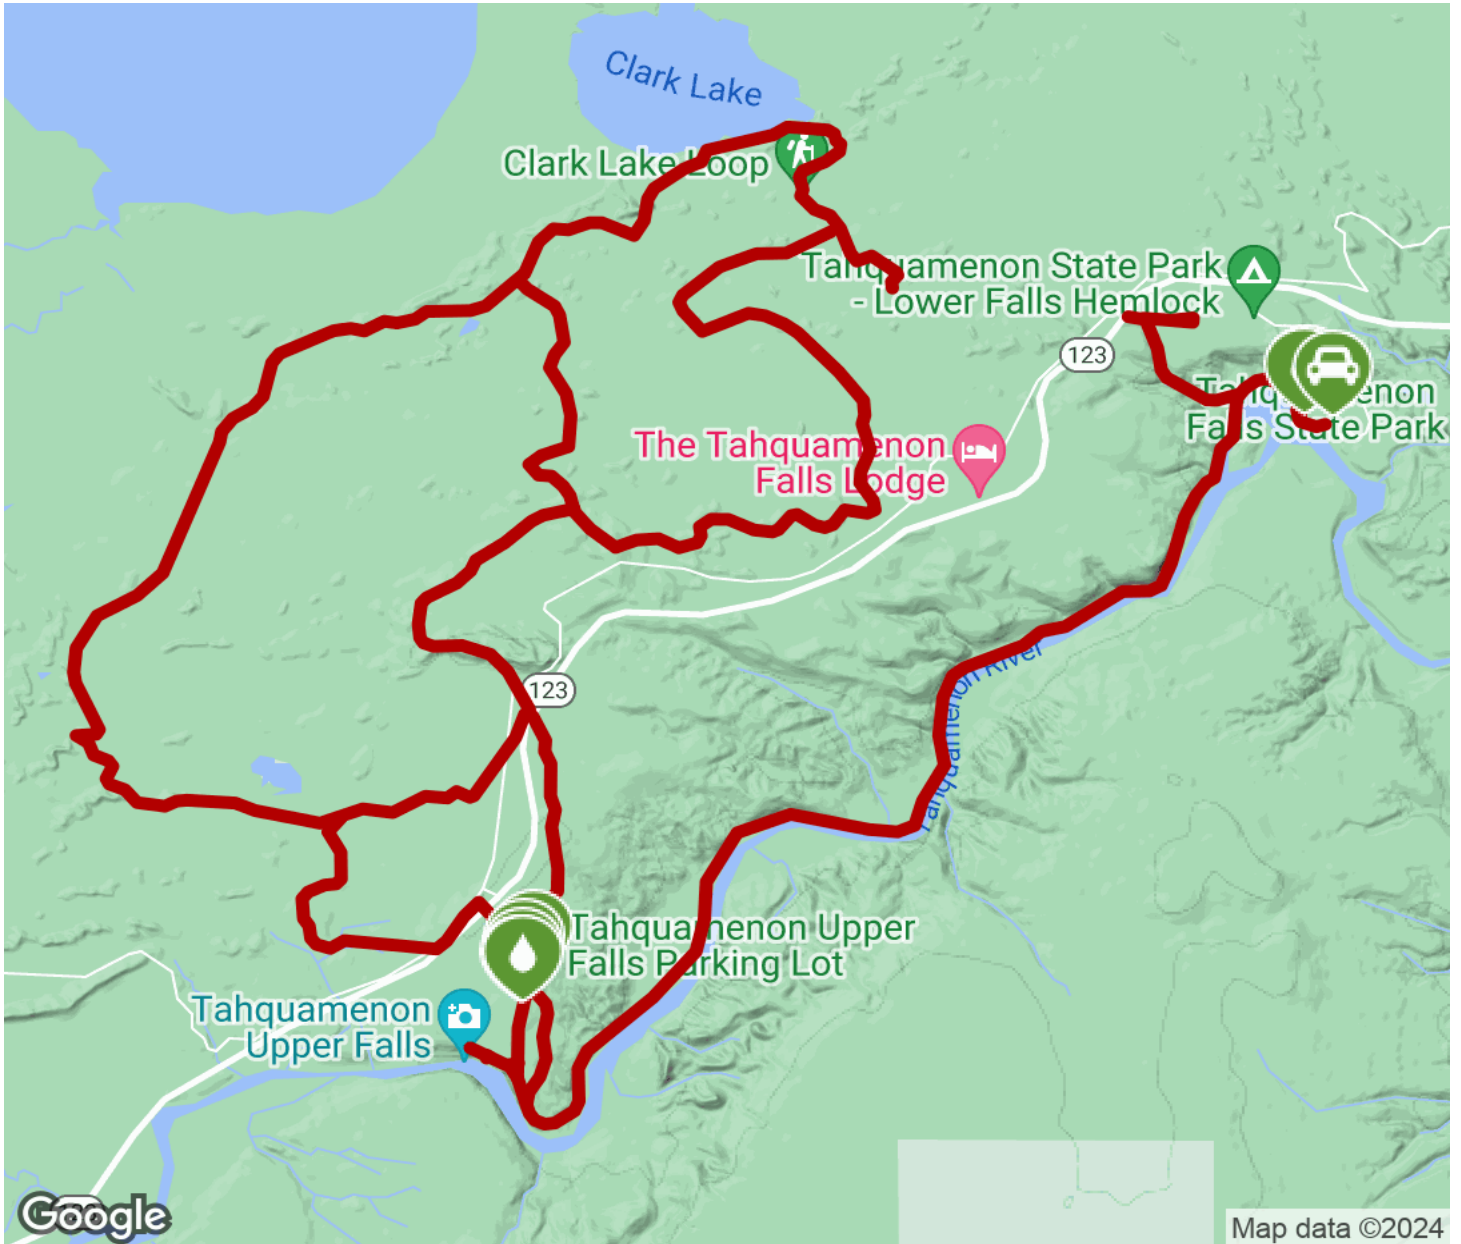 Clark Lake
Clark Lake Loop
Tahquamenon State Park
- Lower Falls Hemlock
123
Falls State Park
The Tahquamenon
Falls Lodge
Tahquamenon River
123
Tahquamenon Upper
Falls Parking Lot
Tahquamenon
Upper Falls
Google
Map data ©2024